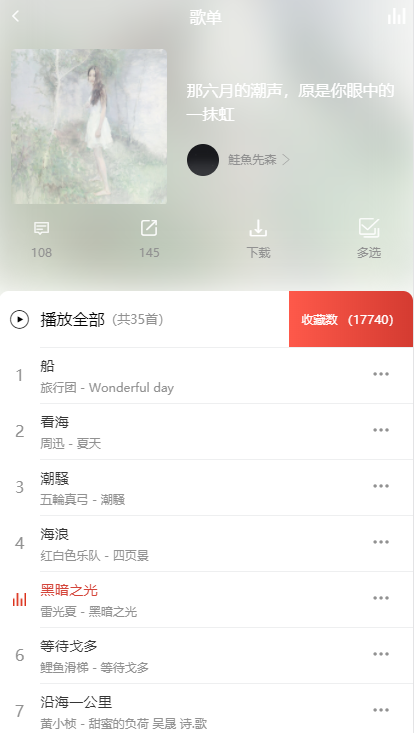 歌单
那六月的潮声，原是你眼中的
一抹虹
鮭魚先森
108
145
下载
多选
播放全部 (共35首)
收藏数 （17740）
1
船
旅行团 - Wonderful day
2
看海
周迅 - 夏天
3
潮騷
五輪真弓 - 潮騷
4
海浪
红白色乐队 - 四页景
黑暗之光
雷光夏 - 黑暗之光
6
等待戈多
鲤鱼滑梯 - 等待戈多
7
沿海一公里
黄小桢 - 甜蜜的负荷 吴晟 诗.歌